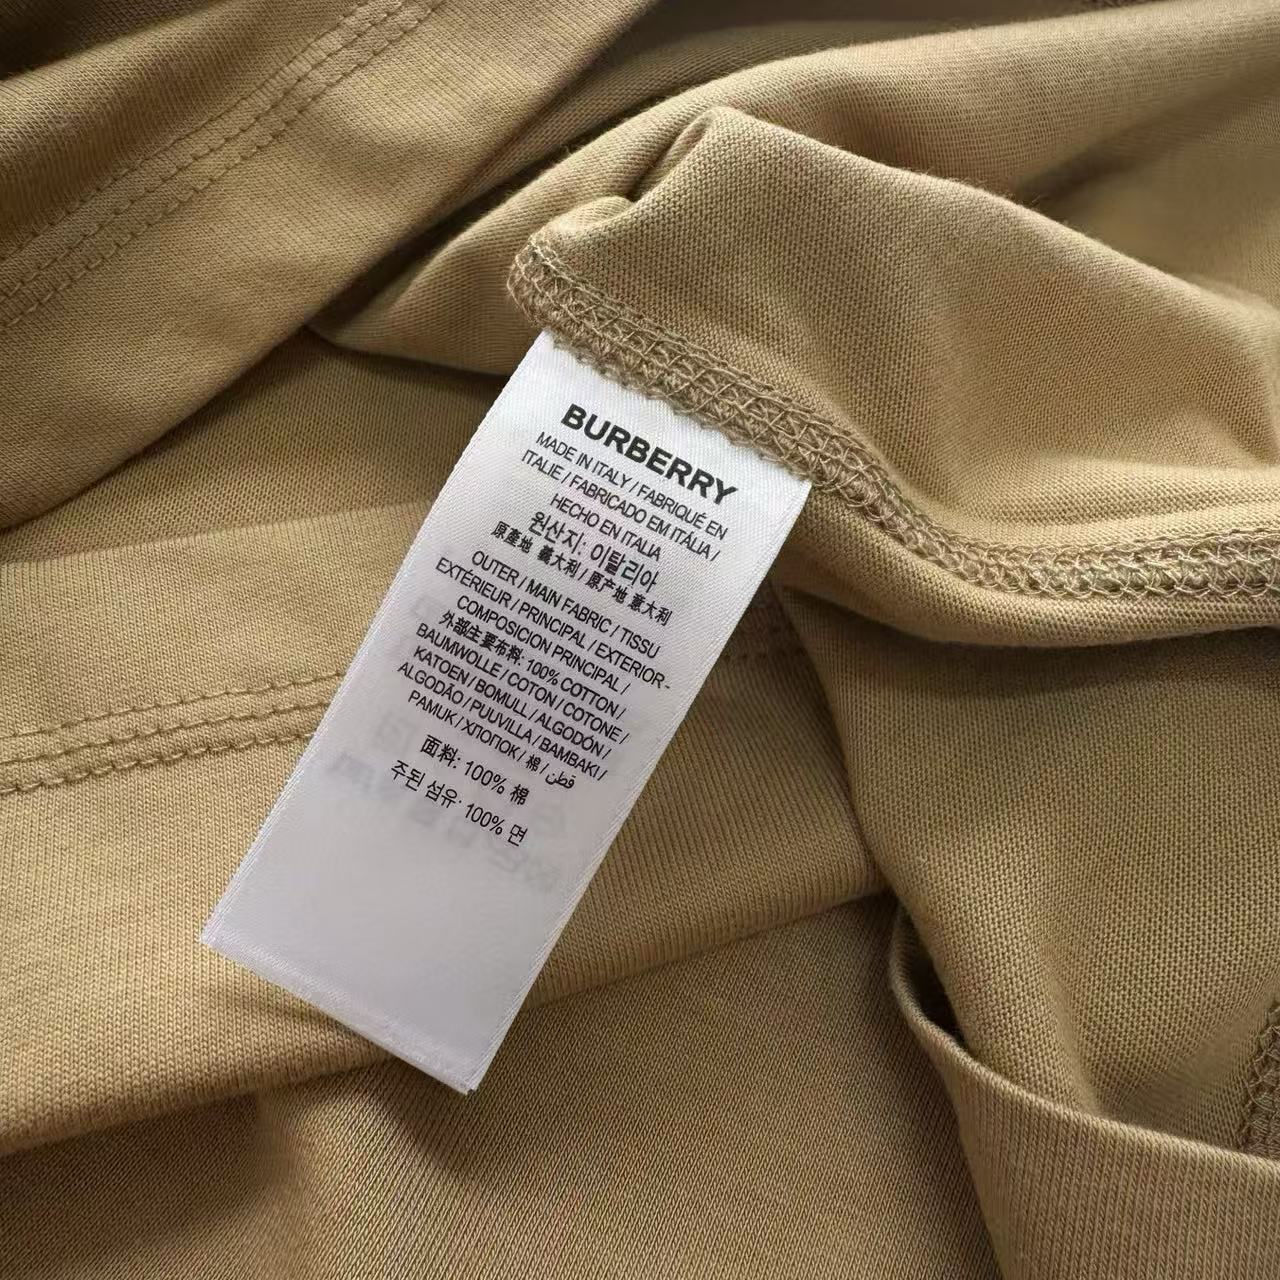 BURBERRY
MADE IN ITALY / FABRIQUÉ EN
ITALIE / FABRICADO EM ITÁLIA /
HECHO EN ITALIA
원산지: 이탈리아
原產地 義大利 / 原产地 意大利
OUTER / MAIN FABRIC / TISSU
EXTÉRIEUR / PRINCIPAL / EXTERIOR -
COMPOSICION PRINCIPAL /
外部主要布料: 100% COTTON /
BAUMWOLLE / COTON / COTONE /
KATOEN / BOMULL / ALGODÓN /
ALGODÃO / PUUVILLA / BAMBAKI /
PAMUK / ХЛОПОК / 棉 / قطن
面料: 100% 棉
주된 섬유: 100% 면